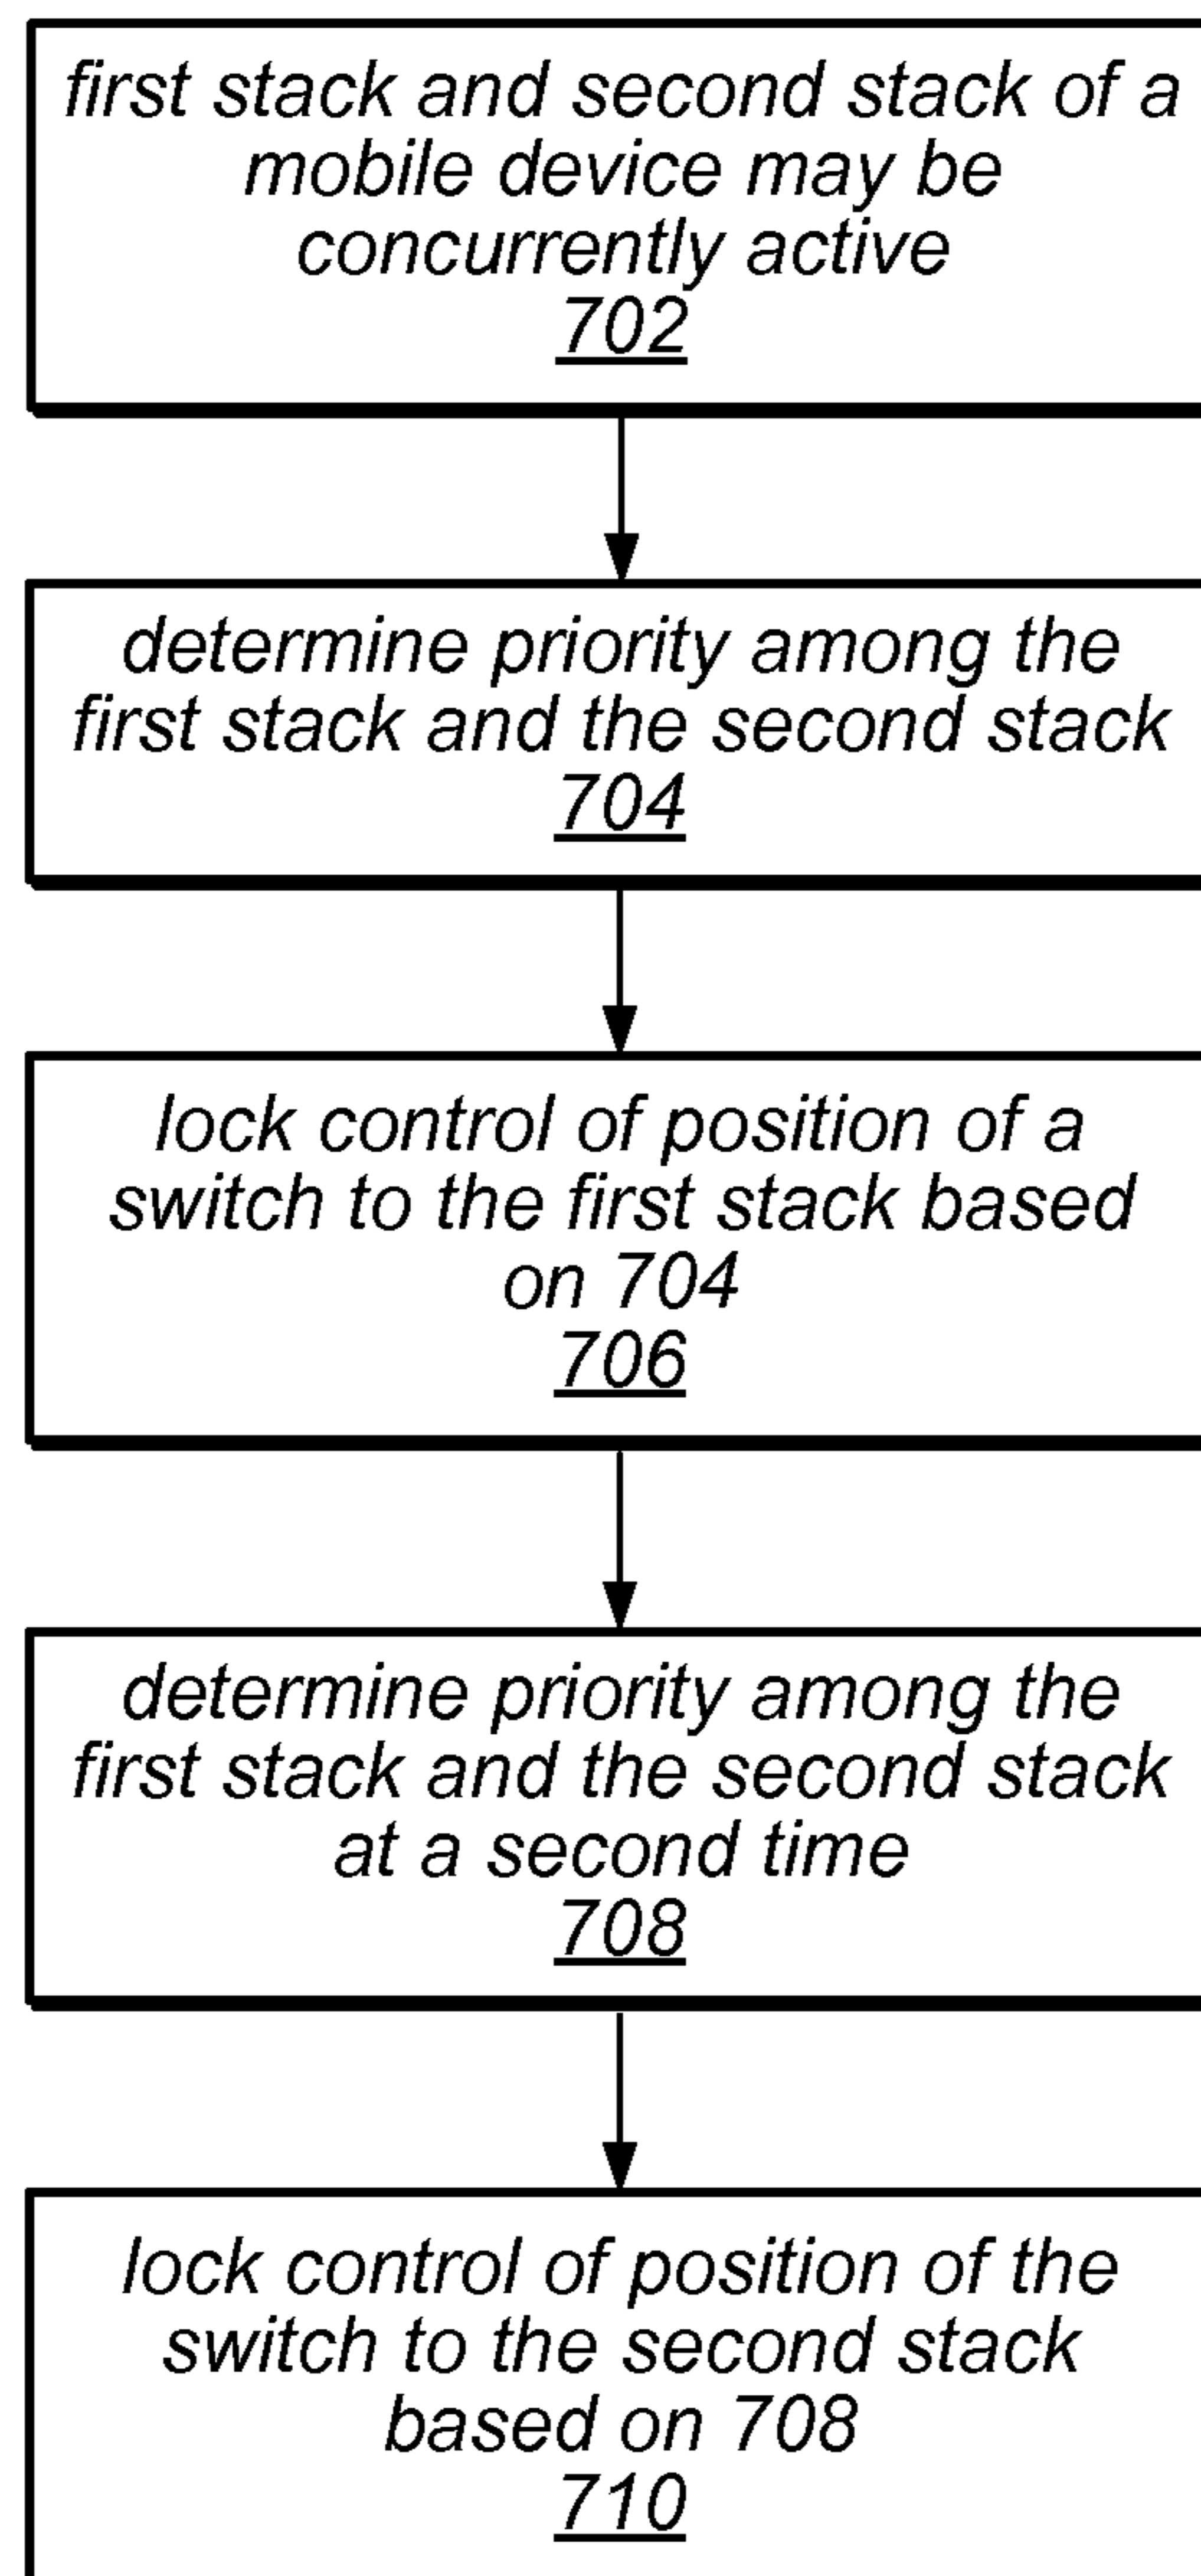 first stack and second stack of a
mobile device may be
concurrently active
702
determine priority among the
first stack and the second stack
704
lock control of position of a
switch to the first stack based
on 704
706
determine priority among the
first stack and the second stack
at a second time
708
lock control of position of the
switch to the second stack
based on 708
710